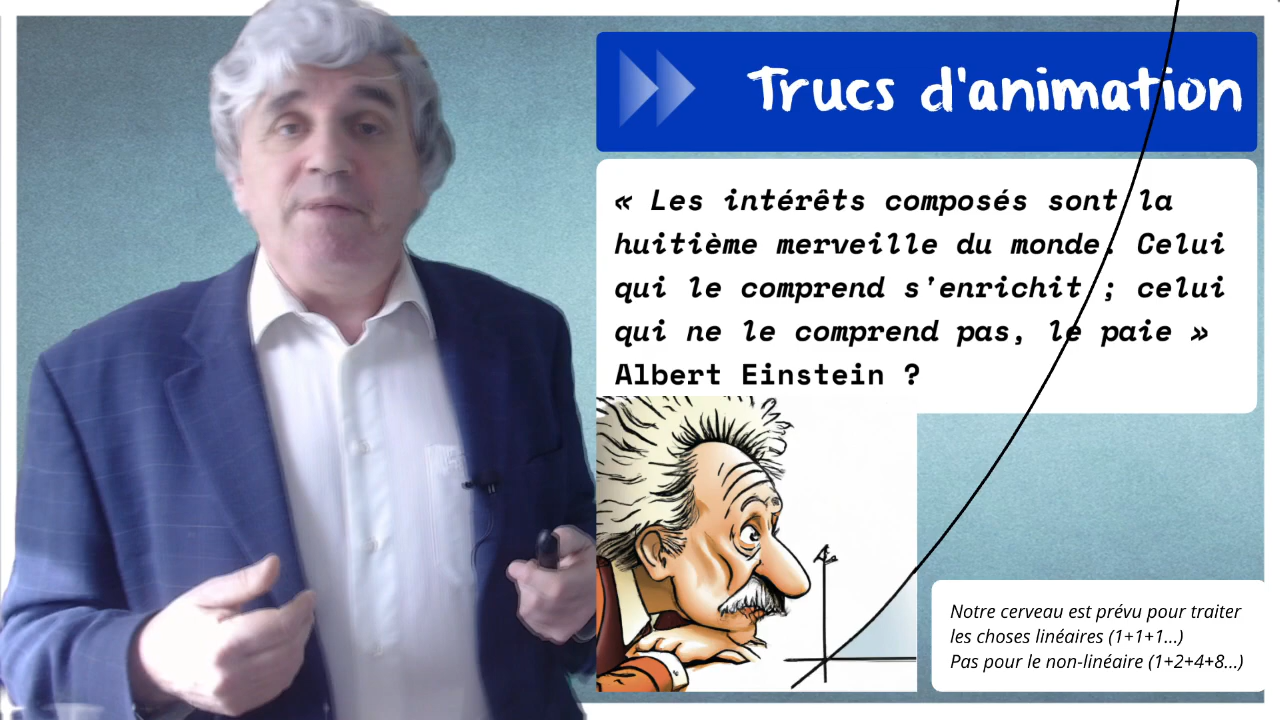 Trucs d'animation
« Les intérêts composés sont la
huitième merveille du monde. Celui
qui le comprend s'enrichit ; celui
qui ne le comprend pas, le paie »
Albert Einstein ?
Notre cerveau est prévu pour traiter
les choses linéaires (1+1+1...)
Pas pour le non-linéaire (1+2+4+8...)